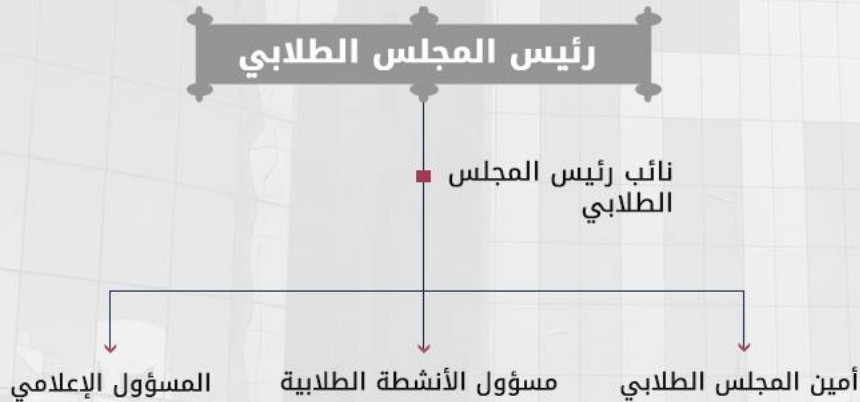 رئيس المجلس الطلابي
نائب رئيس المجلس
الطلابي
أمين المجلس الطلابي
مسؤول الأنشطة الطلابية
المسؤول الإعلامي